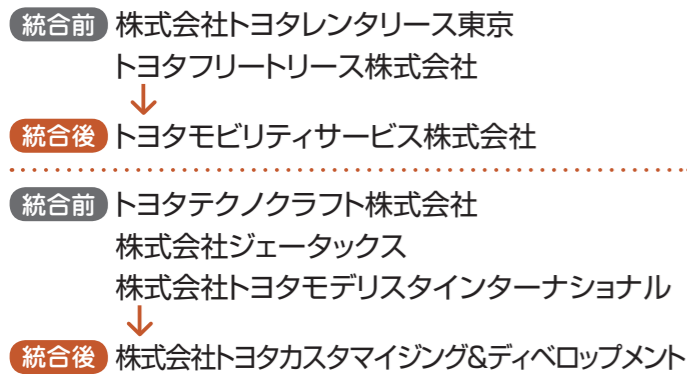 統合前 株式会社トヨタレンタリース東京
トヨタフリートリース株式会社
↓
統合後 トヨタモビリティサービス株式会社
統合前 トヨタテクノクラフト株式会社
株式会社ジェータックス
株式会社トヨタモデリスタインターナショナル
↓
統合後 株式会社トヨタカスタマイジング&ディベロップメント